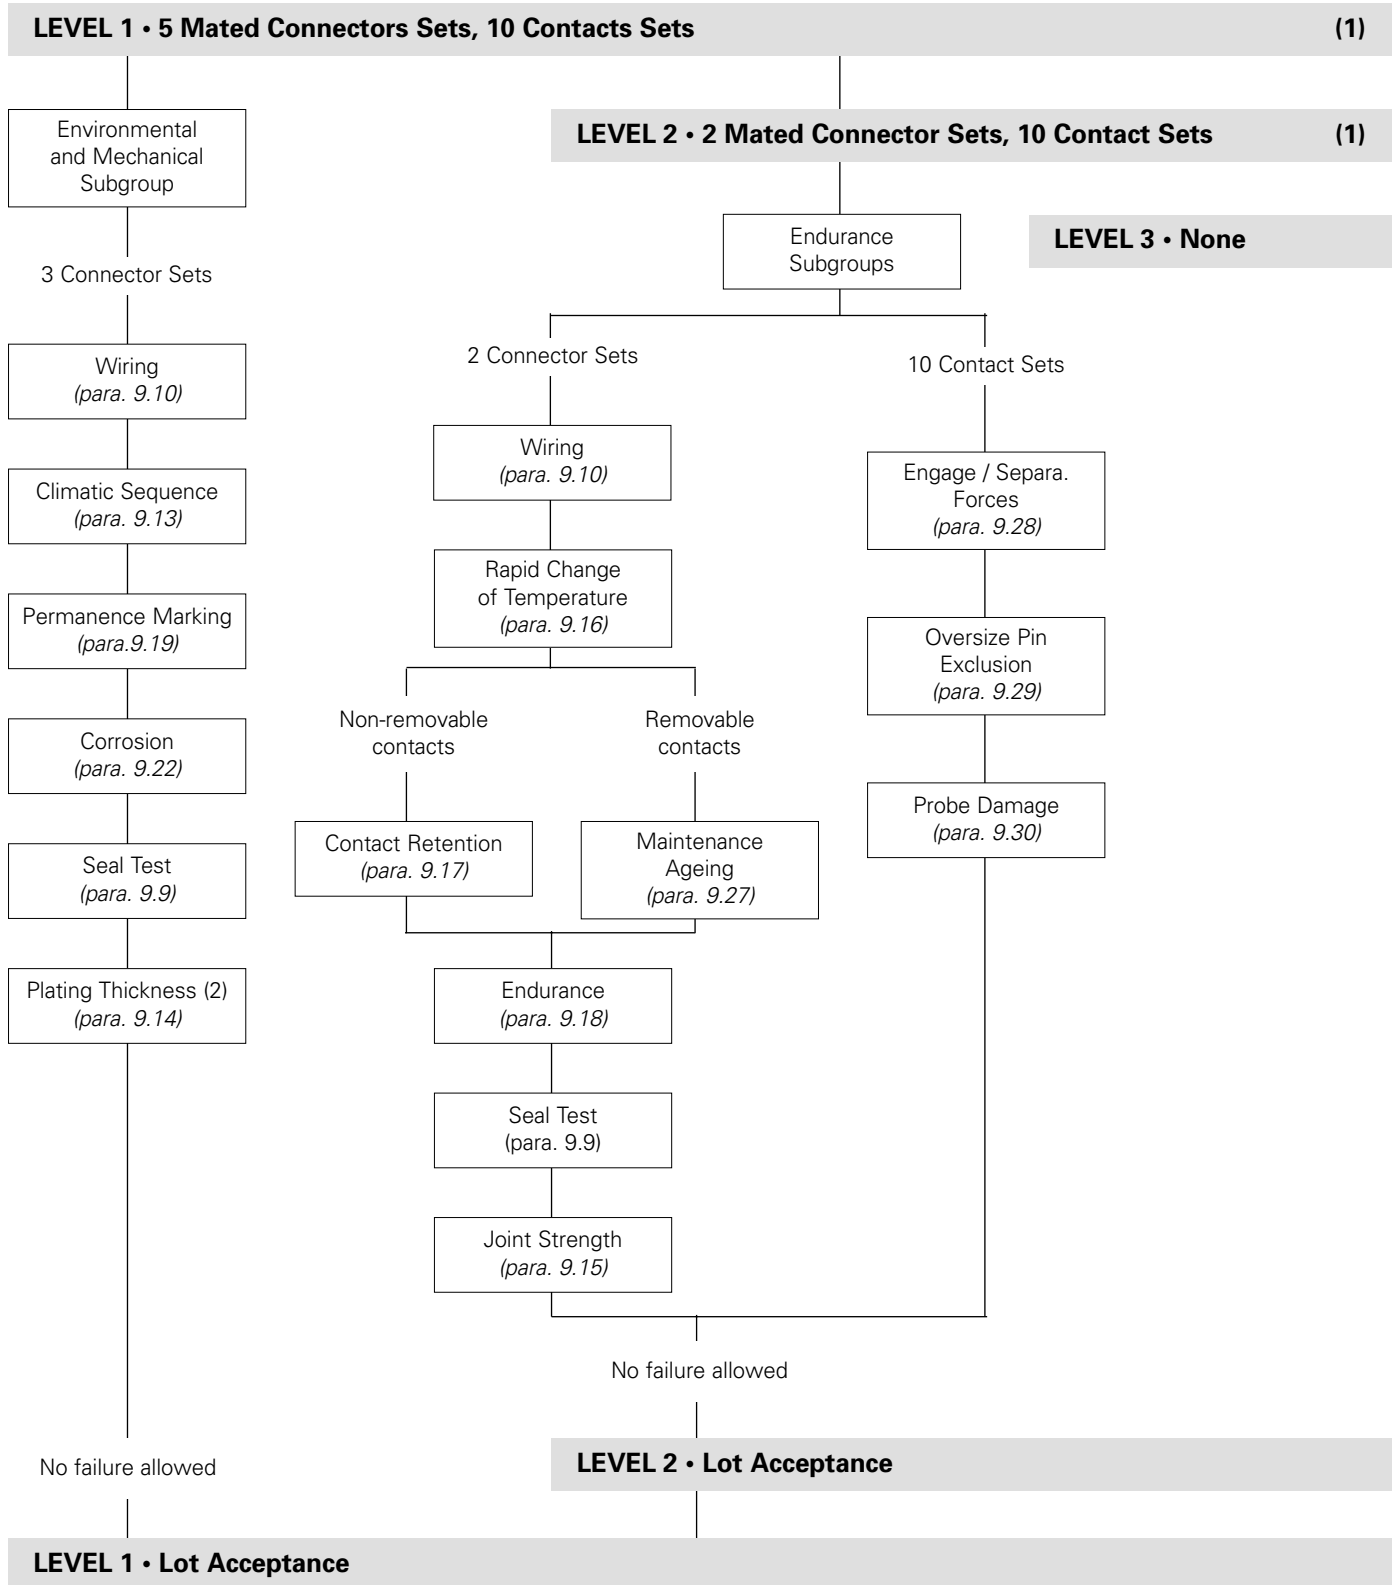 LEVEL 1 • 5 Mated Connectors Sets, 10 Contacts Sets (1)
Environmental
and Mechanical
Subgroup
3 Connector Sets
Wiring
(para. 9.10)
Climatic Sequence
(para. 9.13)
Permanence Marking
(para.9.19)
Corrosion
(para. 9.22)
Seal Test
(para. 9.9)
Plating Thickness (2)
(para. 9.14)
No failure allowed
LEVEL 2 • 2 Mated Connector Sets, 10 Contact Sets (1)
Endurance
Subgroups
LEVEL 3 • None
2 Connector Sets
Wiring
(para. 9.10)
Rapid Change
of Temperature
(para. 9.16)
Non-removable
contacts
Contact Retention
(para. 9.17)
Removable
contacts
Maintenance
Ageing
(para. 9.27)
Endurance
(para. 9.18)
Seal Test
(para. 9.9)
Joint Strength
(para. 9.15)
10 Contact Sets
Engage / Separa.
Forces
(para. 9.28)
Oversize Pin
Exclusion
(para. 9.29)
Probe Damage
(para. 9.30)
No failure allowed
LEVEL 2 • Lot Acceptance
LEVEL 1 • Lot Acceptance